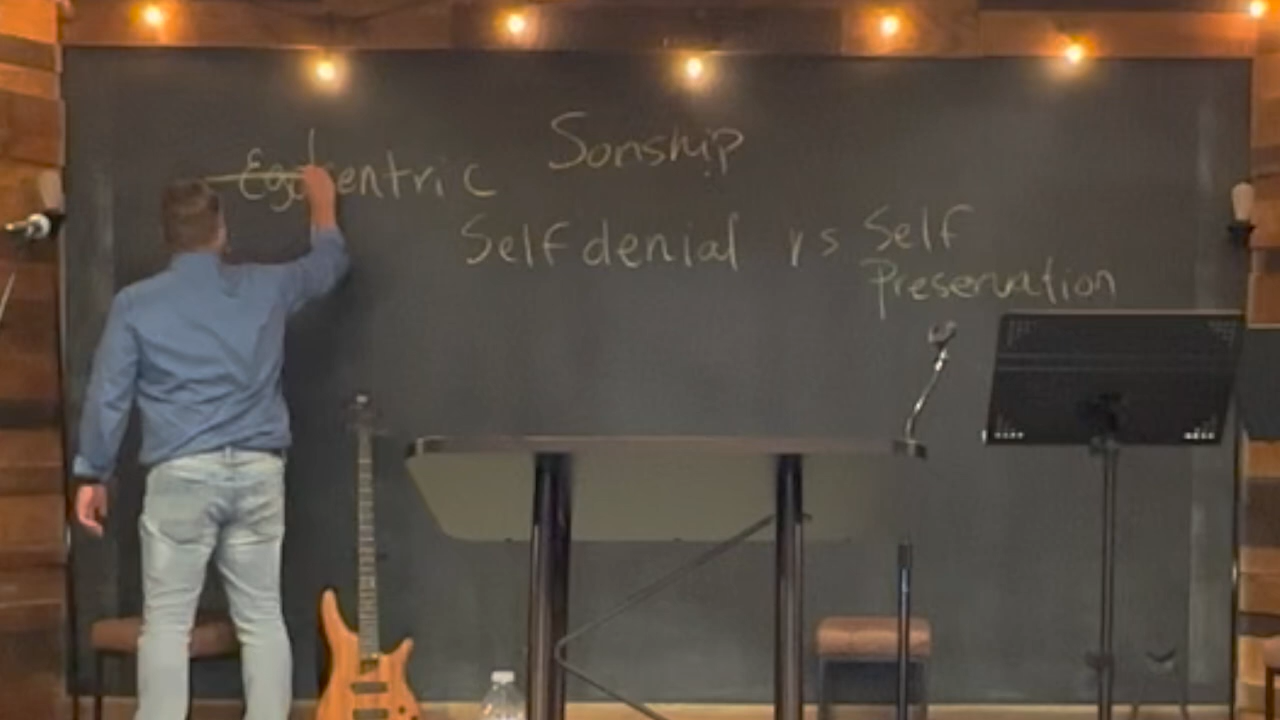 Sonship
Egocentric
Self denial vs Self
Preservation